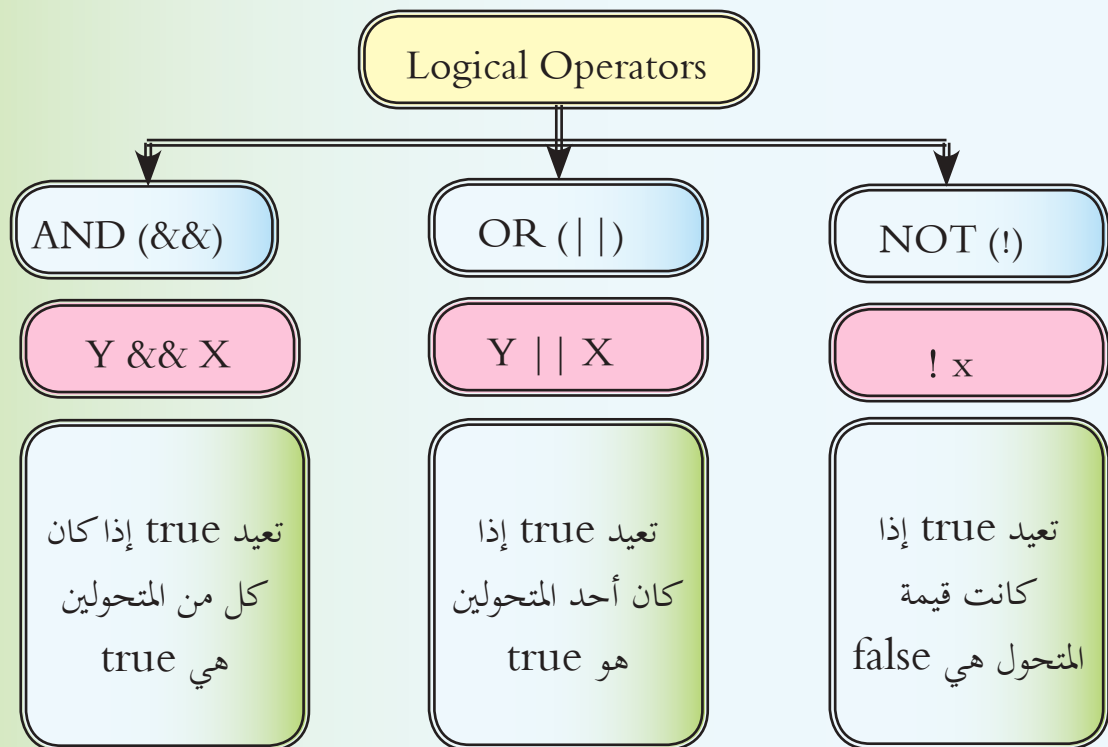 Logical Operators
AND (&&)
OR (||)
NOT (!)
Y && X
Y || X
! x
تعيد true إذا كان
كل من المتحولين
هي true
تعيد true إذا
كان أحد المتحولين
هو true
تعيد true إذا
كانت قيمة
المتحول هي false